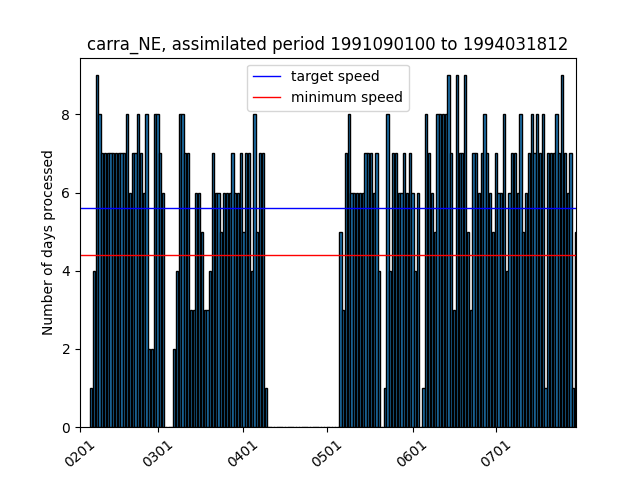 carra_NE, assimilated period 1991090100 to 1994031812
target speed
minimum speed
Number of days processed
8
6
4
2
0
0201
0301
0401
0501
0601
0701